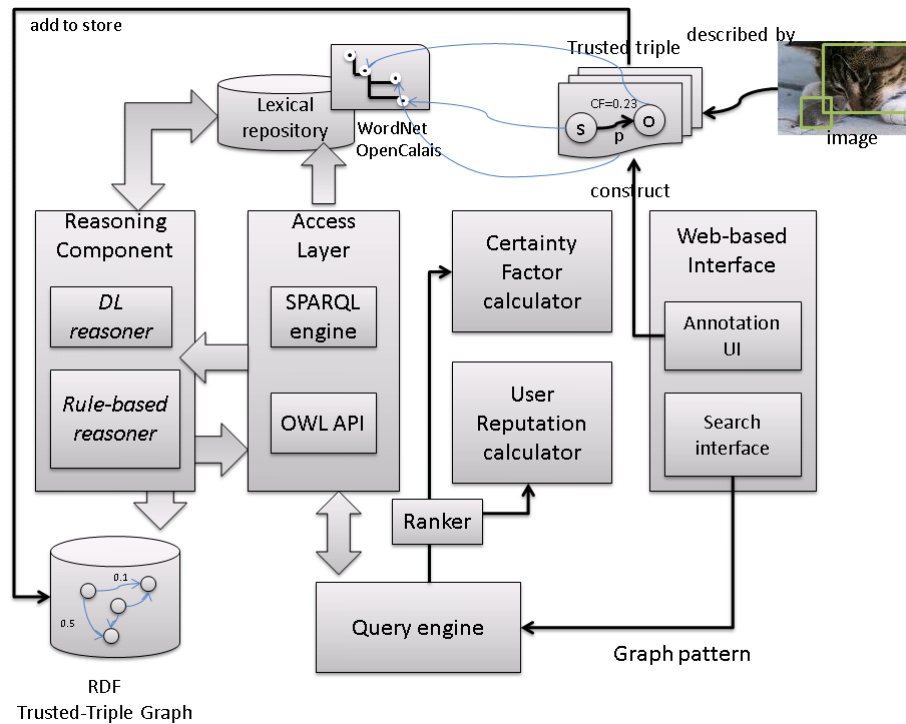 add to store
Trusted triple
described by
Lexical
repository
WordNet
OpenCalais
CF=0.23
S
O
p
image
construct
Reasoning
Component
DL
reasoner
Rule-based
reasoner
Access
Layer
SPARQL
engine
OWL API
Certainty
Factor
calculator
User
Reputation
calculator
Web-based
Interface
Annotation
UI
Search
interface
Ranker
Query engine
Graph pattern
0.1
0.5
RDF
Trusted-Triple Graph